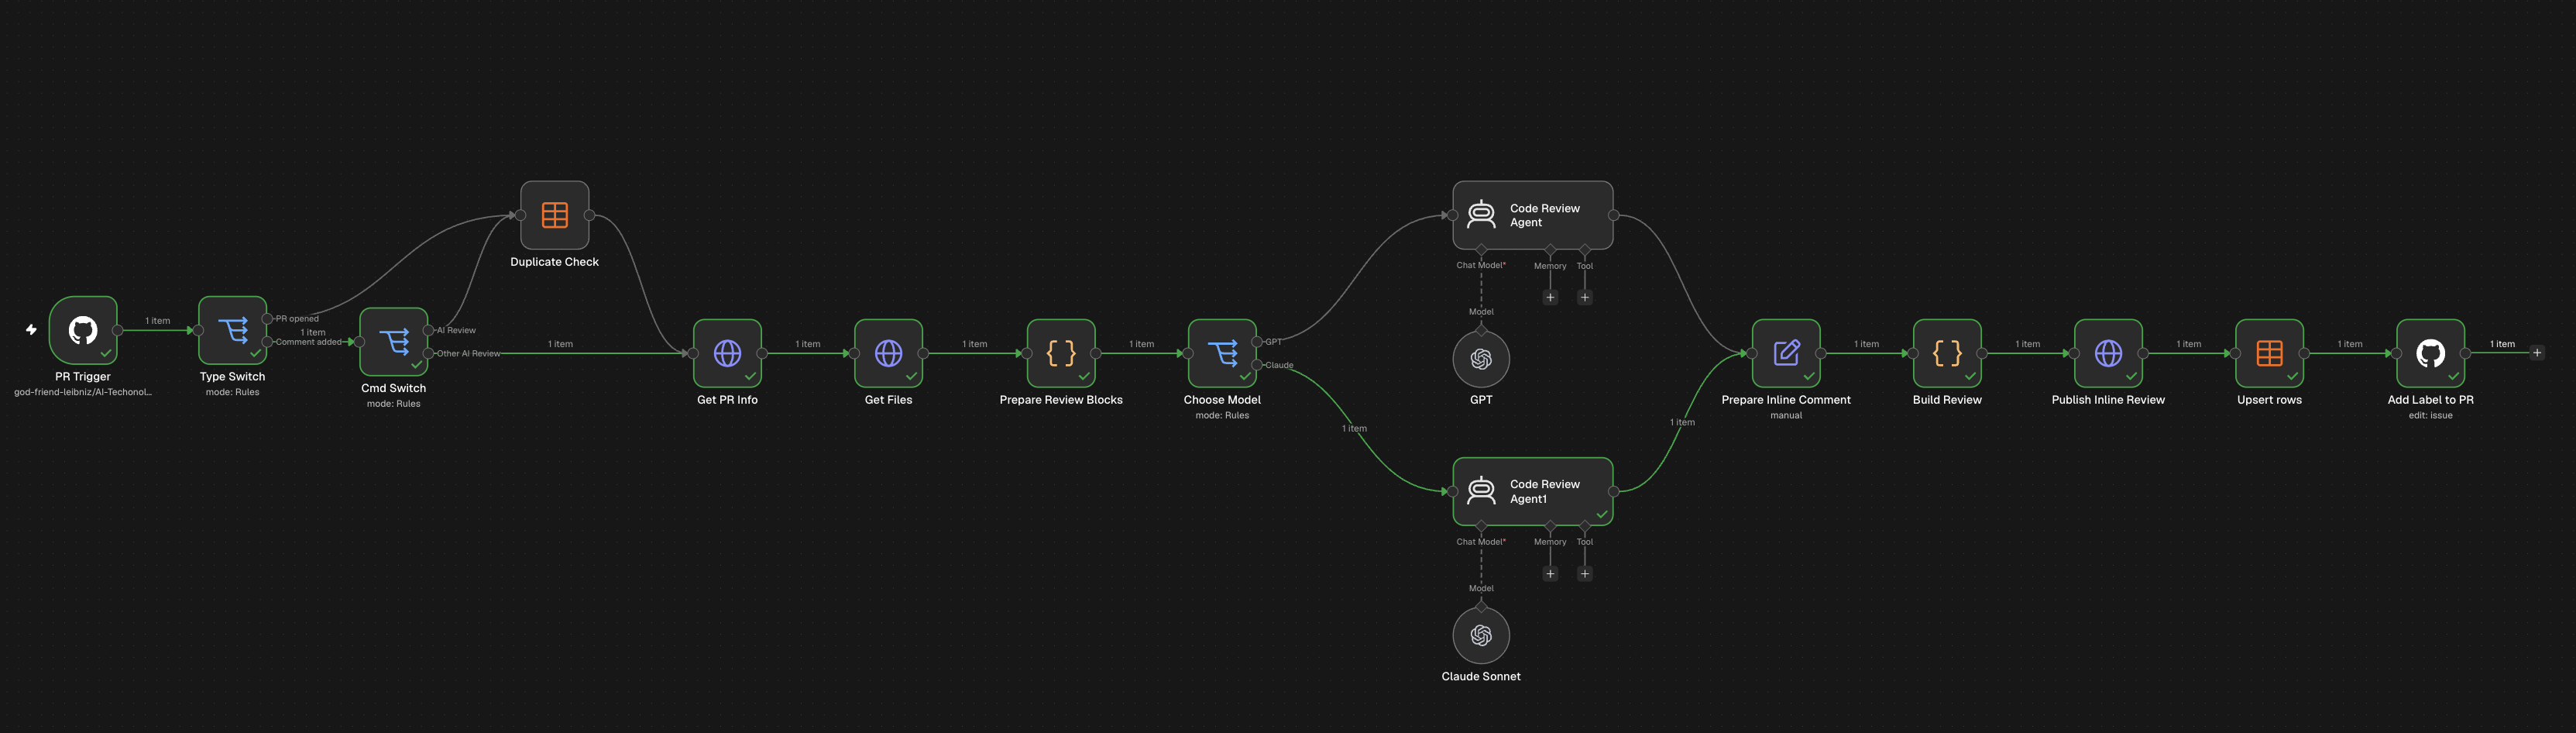 PR Trigger
god-friend-leibniz/AI-Techonol...
1 item
Type Switch
mode: Rules
PR opened
1 item
Comment added
Cmd Switch
mode: Rules
AI Review
Other AI Review
Duplicate Check
1 item
Get PR Info
1 item
Get Files
1 item
Prepare Review Blocks
1 item
Choose Model
mode: Rules
GPT
Claude
Code Review
Agent
Chat Model*
Memory
Tool
Model
GPT
1 item
Code Review
Agent1
Chat Model*
Memory
Tool
Model
Claude Sonnet
1 item
Prepare Inline Comment
manual
1 item
Build Review
1 item
Publish Inline Review
1 item
Upsert rows
1 item
Add Label to PR
edit: issue
1 item